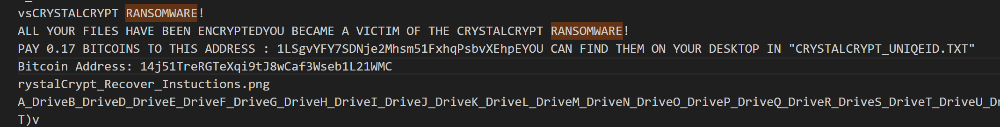 vsCRYSTALCRYPT RANSOMWARE!
ALL YOUR FILES HAVE BEEN ENCRYPTEDYOU BECAME A VICTIM OF THE CRYSTALCRYPT RANSOMWARE!
PAY 0.17 BITCOINS TO THIS ADDRESS : 1LSgvYFY7SDNje2Mhsm51FxhqPsbvXEhpEYOU CAN FIND THEM ON YOUR DESKTOP IN "CRYSTALCRYPT_UNIQEID.TXT"
Bitcoin Address: 14j51TreRGTeXqi9tJ8wCaf3Wseb1L21WMC
rystalCrypt_Recover_Instuctions.png
A_DriveB_DriveD_DriveE_DriveF_DriveG_DriveH_DriveI_DriveJ_DriveK_DriveL_DriveM_DriveN_DriveO_DriveP_DriveQ_DriveR_DriveS_DriveT_DriveU_Dr
T)v